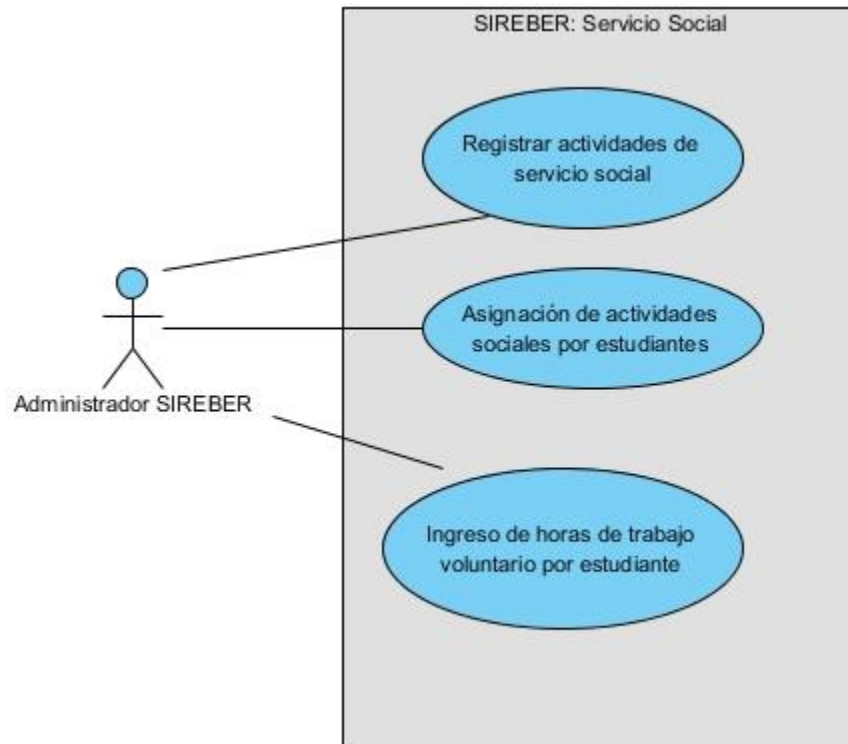 SIREBER: Servicio Social
Registrar actividades de
servicio social
Asignación de actividades
sociales por estudiantes
Administrador SIREBER
Ingreso de horas de trabajo
voluntario por estudiante